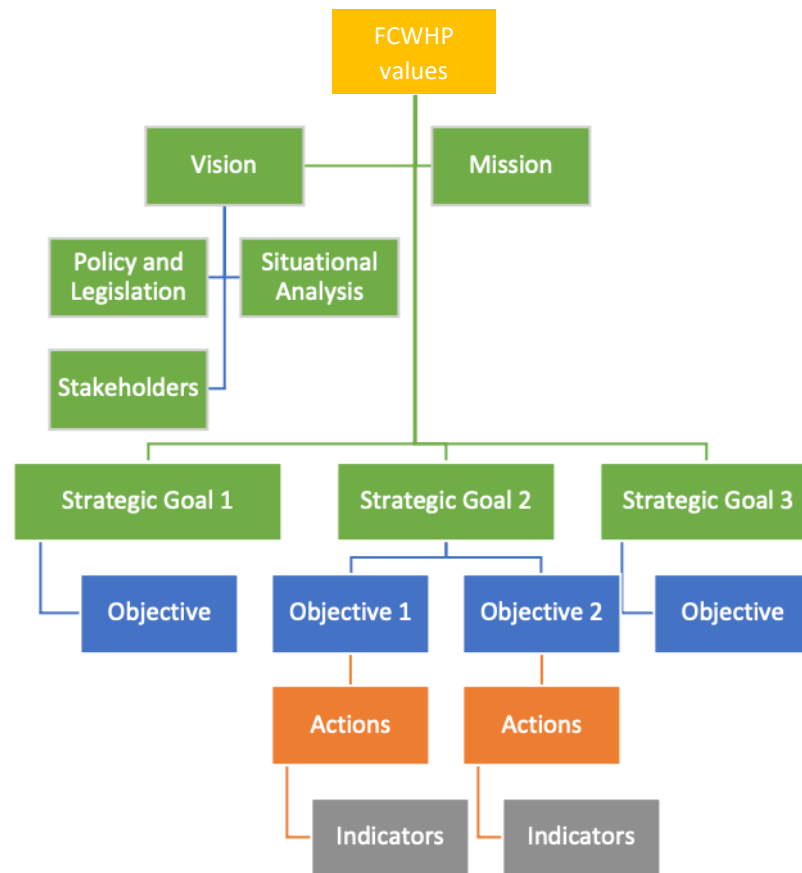 FCWHP
values
Vision
Mission
Policy and
Legislation
Situational
Analysis
Stakeholders
Strategic Goal 1
Strategic Goal 2
Strategic Goal 3
Objective
Objective 1
Objective 2
Objective
Actions
Actions
Indicators
Indicators